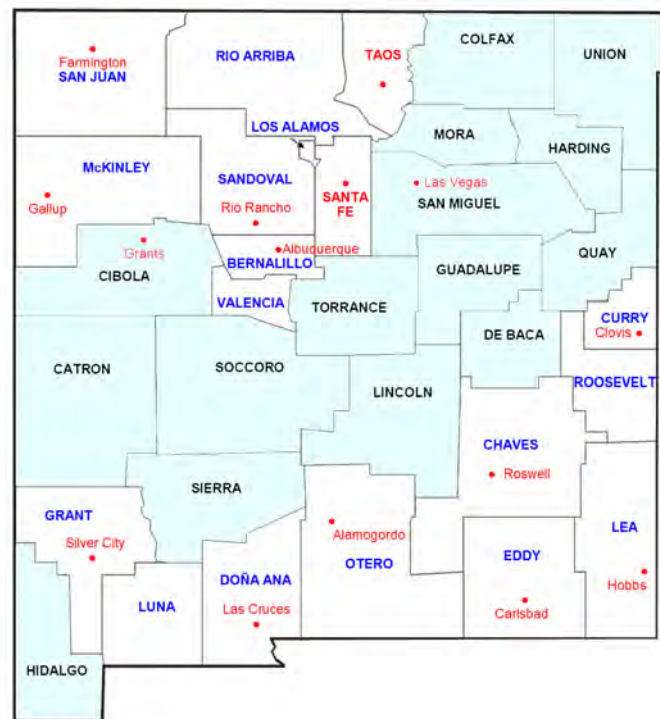 COLFAX
TAOS
RIO ARRIBA
UNION
Farmington
SAN JUAN
LOS ALAMOS
MORA
HARDING
McKINLEY
SANDOVAL
Las Vegas
SANTA
FE
Gallup
Rio Rancho
SAN MIGUEL
Grants
Albuquerque
QUAY
CIBOLA
BERNALILLO
GUADALUPE
VALENCIA
TORRANCE
CURRY
Clovis
DE BACA
CATRON
SOCCORO
ROOSEVELT
LINCOLN
CHAVES
Roswell
SIERRA
GRANT
Silver City
Alamogordo
LEA
EDDY
OTERO
DOÑA ANA
LUNA
Hobbs
Las Cruces
Carlsbad
HIDALGO